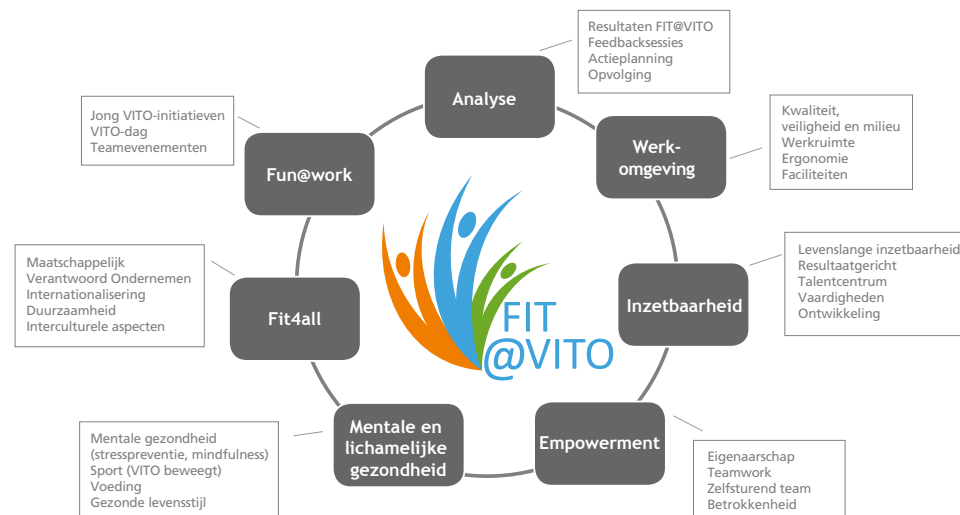 Resultaten FIT@VITO
Feedbacksessies
Actieplanning
Opvolging
Analyse
Kwaliteit,
veiligheid en milieu
Werkruimte
Ergonomie
Faciliteiten
Werk-
omgeving
Levenslange inzetbaarheid
Resultaatgericht
Talentcentrum
Vaardigheden
Ontwikkeling
Inzetbaarheid
Eigenaarschap
Teamwork
Zelfsturend team
Betrokkenheid
Empowerment
Mentale en
lichamelijke
gezondheid
Mentale gezondheid
(stresspreventie, mindfulness)
Sport (VITO beweegt)
Voeding
Gezonde levensstijl
Fit4all
Maatschappelijk
Verantwoord Ondernemen
Internationalisering
Duurzaamheid
Interculturele aspecten
Fun@work
Jong VITO-initiatieven
VITO-dag
Teamevenementen
FIT
@VITO